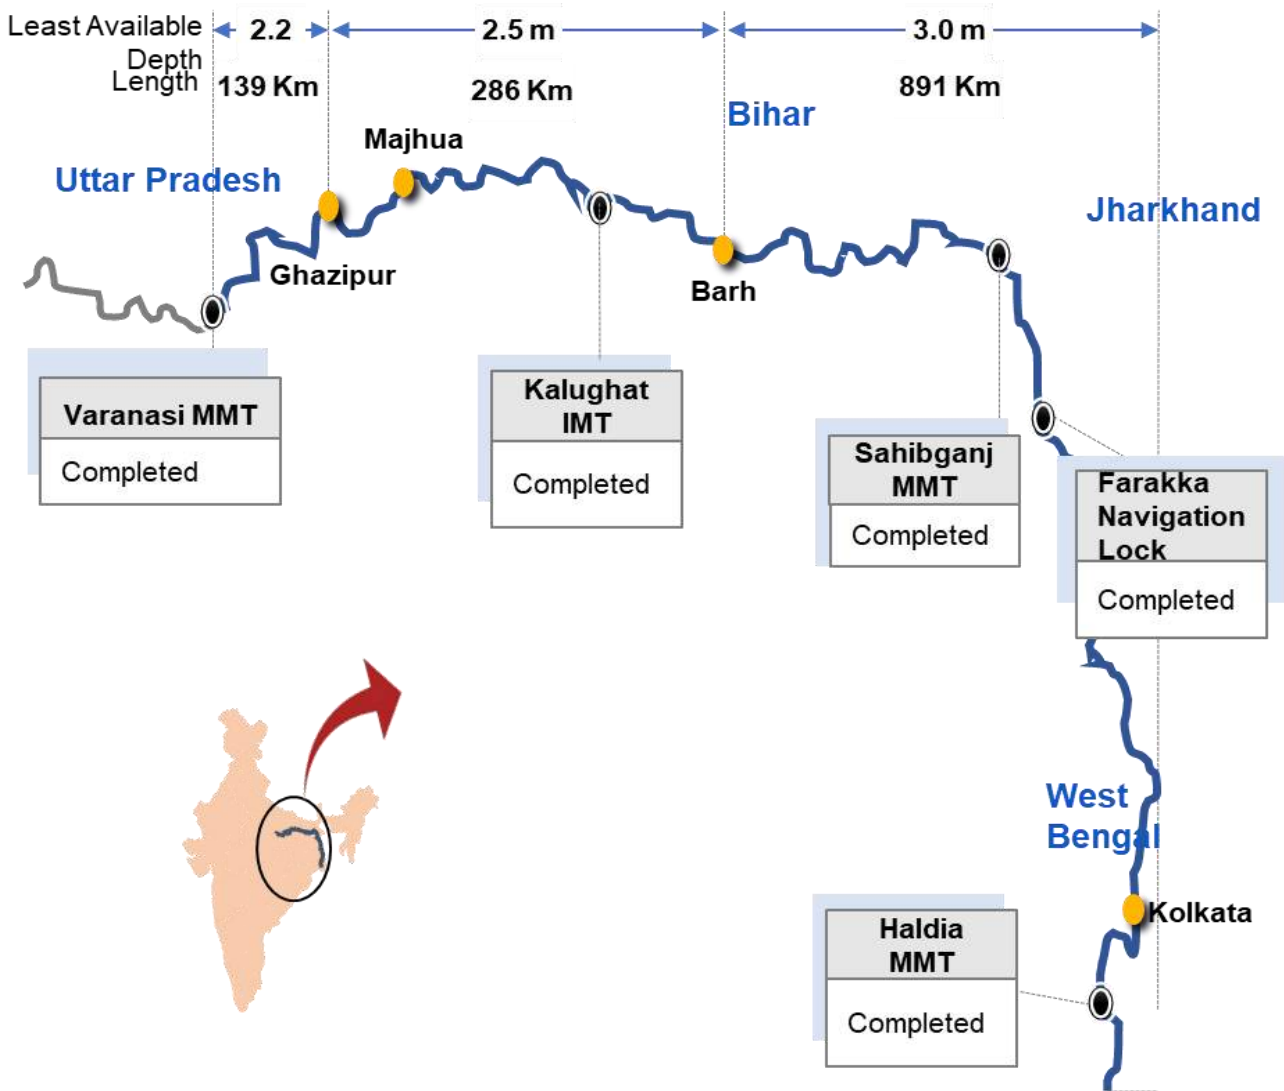 Least Available
Depth
2.2
2.5 m
3.0 m
Length
139 Km
286 Km
891 Km
Bihar
Majhua
Uttar Pradesh
Jharkhand
Ghazipur
Barh
Varanasi MMT
Completed
Kalughat
IMT
Completed
Sahibganj
MMT
Completed
Farakka
Navigation
Lock
Completed
West
Bengal
Kolkata
Haldia
MMT
Completed